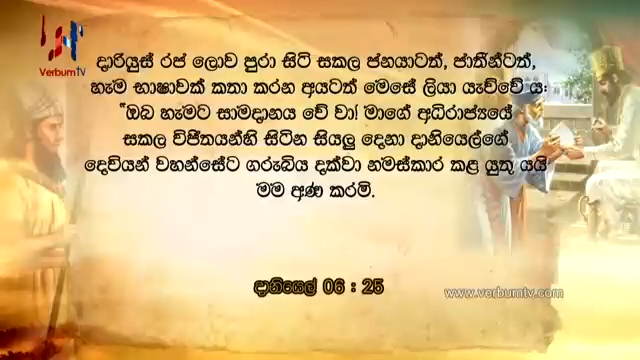 VerbumTV
දාරියුස් රජ ලොව පුරා සිටි සකල ජනයාටත්, ජාතීන්ටත්,
හැම භාෂාවක් කතා කරන අයටත් මෙසේ ලියා යැව්වේ ය:
"ඔබ හැමට සාමදානය වේ වා! මාගේ අධිරාජ්‍යයේ
සකල විජිතයන්හි සිටින සියලු දෙනා දානියෙල්ගේ
දෙවියන් වහන්සේට ගරුබිය දක්වා නමස්කාර කළ යුතු යයි
මම අණ කරමි.
දානියෙල් 06 : 25
www.verbumtv.com